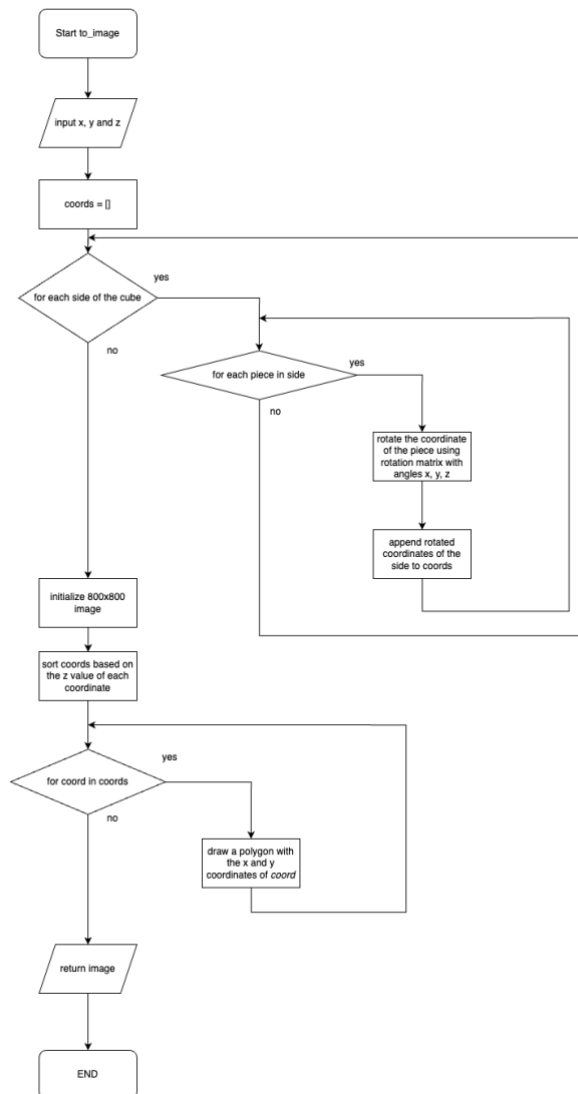 Start to_image
input x, y and z
coords = []
for each side of the cube
yes
no
for each piece in side
yes
no
rotate the coordinate
of the piece using
rotation matrix with
angles x, y, z
append rotated
coordinates of the
side to coords
initialize 800x800
image
sort coords based on
the z value of each
coordinate
for coord in coords
yes
no
draw a polygon with
the x and y
coordinates of coord
return image
END